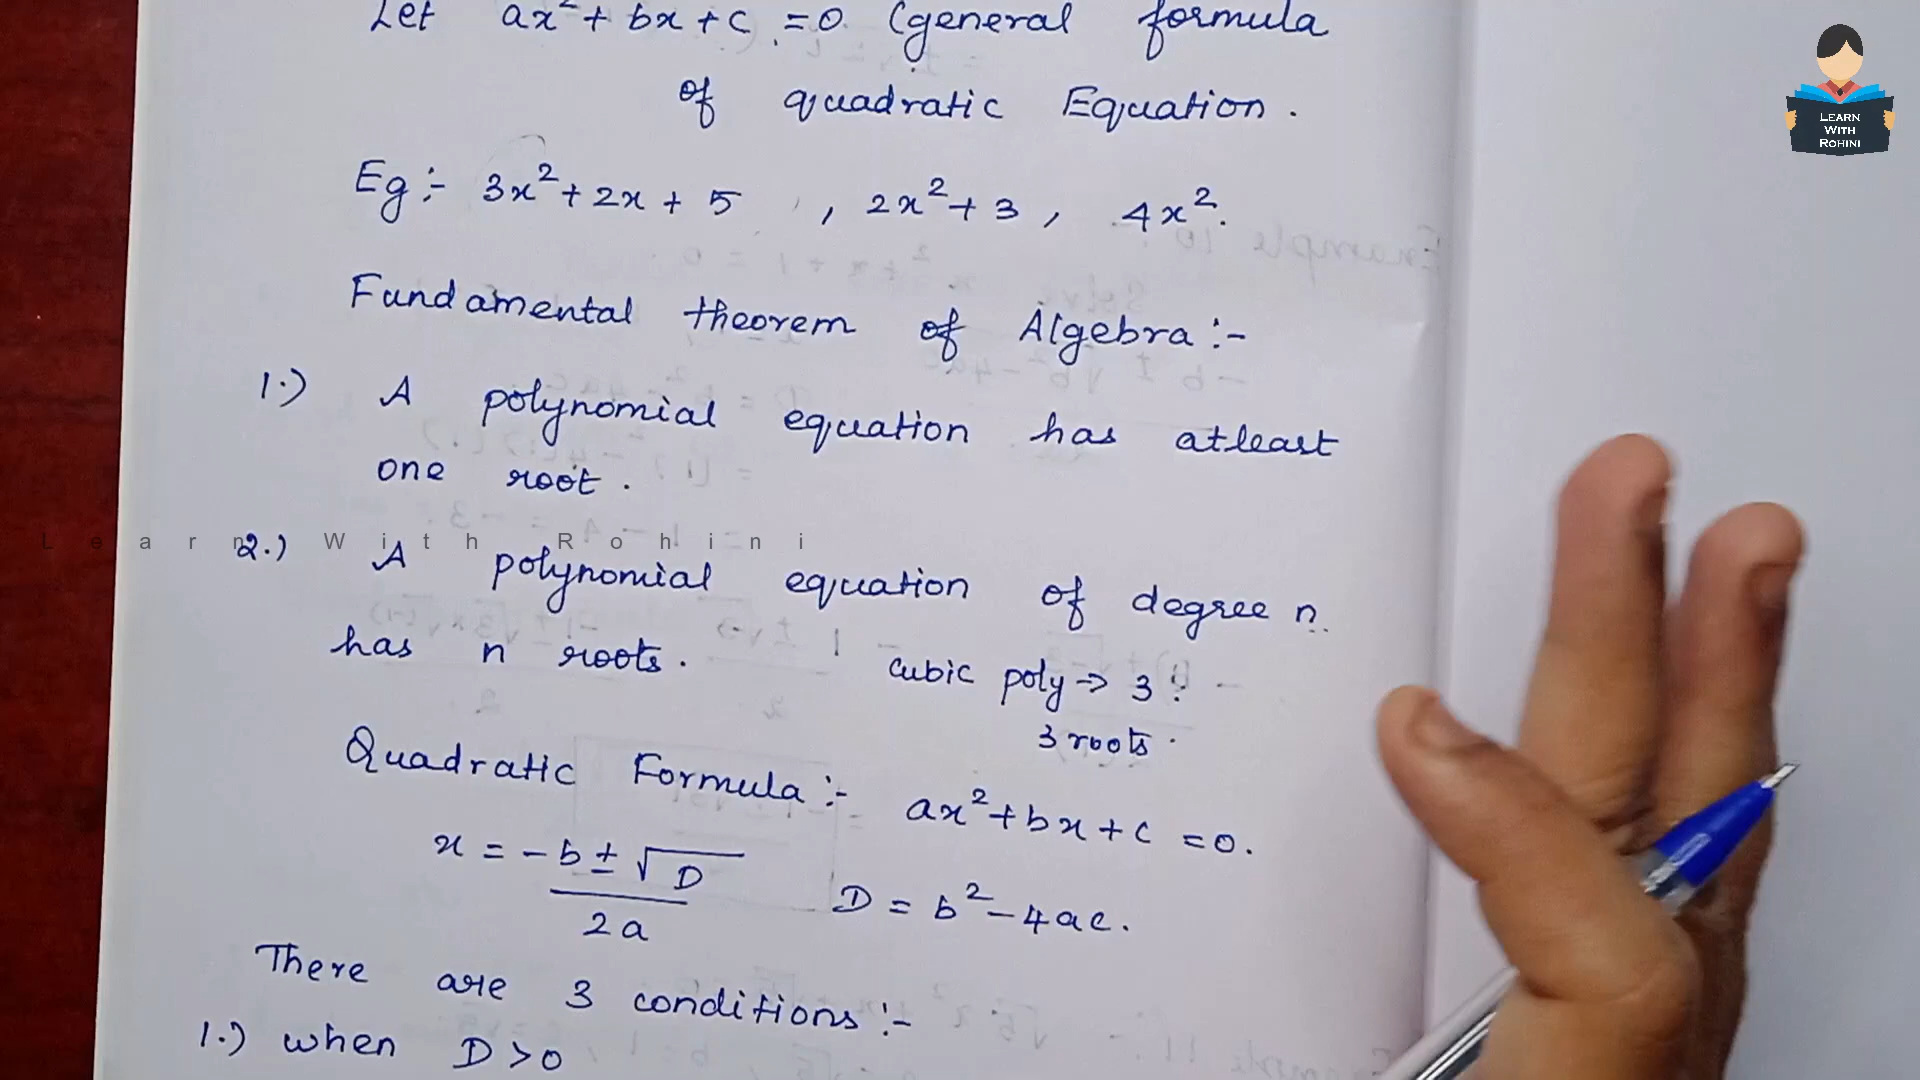 Let ax²+ bx + c = 0 (general formula
of quadratic Equation.
Eg :- 3x² + 2x + 5 , 2x² + 3 , 4x².
Fundamental theorem of Algebra :-
1.) A polynomial equation has atleast
one root.
2.) A polynomial equation of degree n.
has n roots.
cubic poly → 3
3 roots.
Quadratic Formula :- ax²+bx+c =0.
x = -b ± √D
2a
D = b² - 4ac.
There are 3 conditions :-
1.) when D > 0
LEARN
WITH
ROHINI
Learn With Rohini